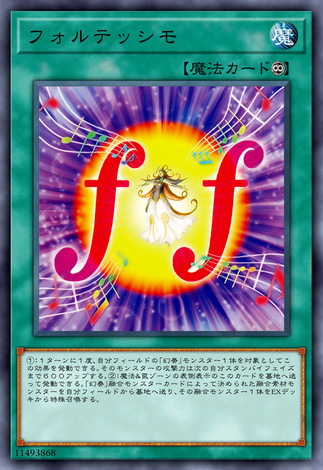 フォルテッシモ
魔
【魔法カード】
ff
①:1ターンに1度、自分フィールドの「幻奏」モンスター1体を対象としてこ
の効果を発動できる。そのモンスターの攻撃力は次の自分スタンバイフェイズ
まで800アップする。②:魔法&罠ゾーンの表側表示のこのカードを墓地へ送
って発動できる。「幻奏」融合モンスターカードによって決められた融合素材モン
スターを自分フィールドから墓地へ送り、その融合モンスター1体をEXデッ
キから特殊召喚する。
11493868